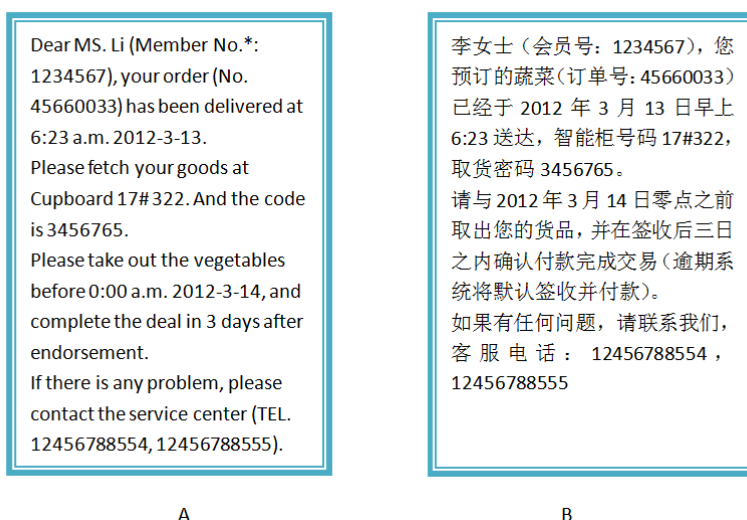 Dear MS. Li (Member No.*:
1234567), your order (No.
45660033) has been delivered at
6:23 a.m. 2012-3-13.
Please fetch your goods at
Cupboard 17# 322. And the code
is 3456765.
Please take out the vegetables
before 0:00 a.m. 2012-3-14, and
complete the deal in 3 days after
endorsement.
If there is any problem, please
contact the service center (TEL.
12456788554, 12456788555).
A
李女士（会员号：1234567），您
预订的蔬菜（订单号：45660033）
已经于 2012 年 3 月 13 日早上
6:23 送达，智能柜号码 17#322，
取货密码 3456765。
请与 2012 年 3 月 14 日零点之前
取出您的货品，并在签收后三日
之内确认付款完成交易（逾期系
统将默认签收并付款）。
如果有任何问题，请联系我们，
客服电话：12456788554，
12456788555
B